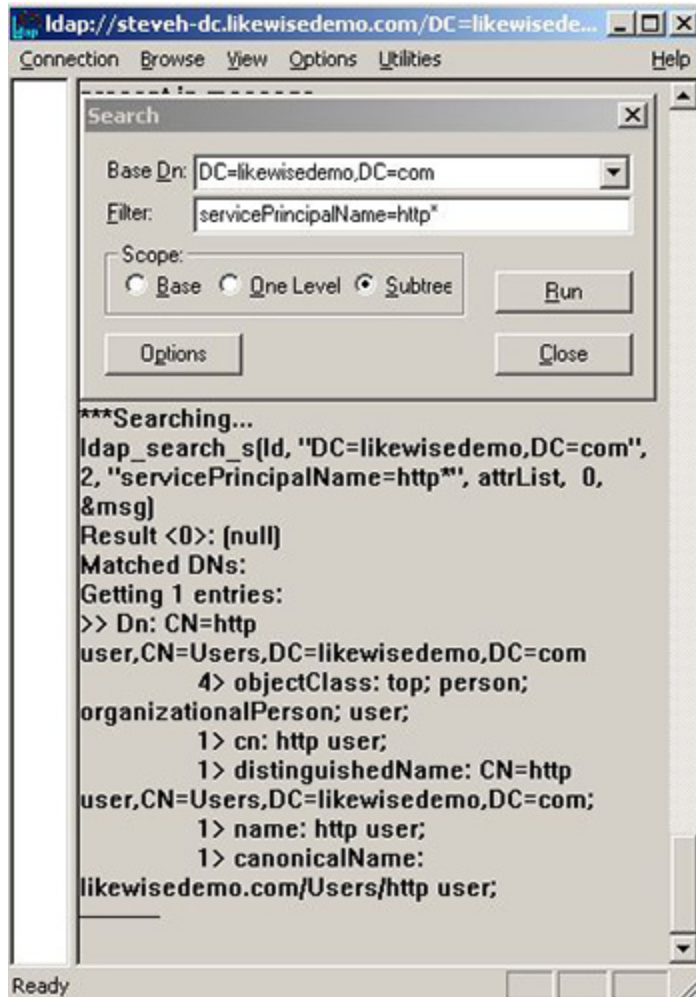 ldap://steveh-dc.likewisedemo.com/DC=likewisede...
Connection Browse View Options Utilities Help
Search
Base Dn: DC=likewisedemo,DC=com
Filter: servicePrincipalName=http*
Scope:
Base One Level Subtree
Run
Options
Close
***Searching...
ldap_search_s(ld, "DC=likewisedemo,DC=com",
2, "servicePrincipalName=http*", attrList, 0,
&msg)
Result <0>: (null)
Matched DNs:
Getting 1 entries:
>> Dn: CN=http
user,CN=Users,DC=likewisedemo,DC=com
4> objectClass: top; person;
organizationalPerson; user;
1> cn: http user;
1> distinguishedName: CN=http
user,CN=Users,DC=likewisedemo,DC=com;
1> name: http user;
1> canonicalName:
likewisedemo.com/Users/http user;
Ready